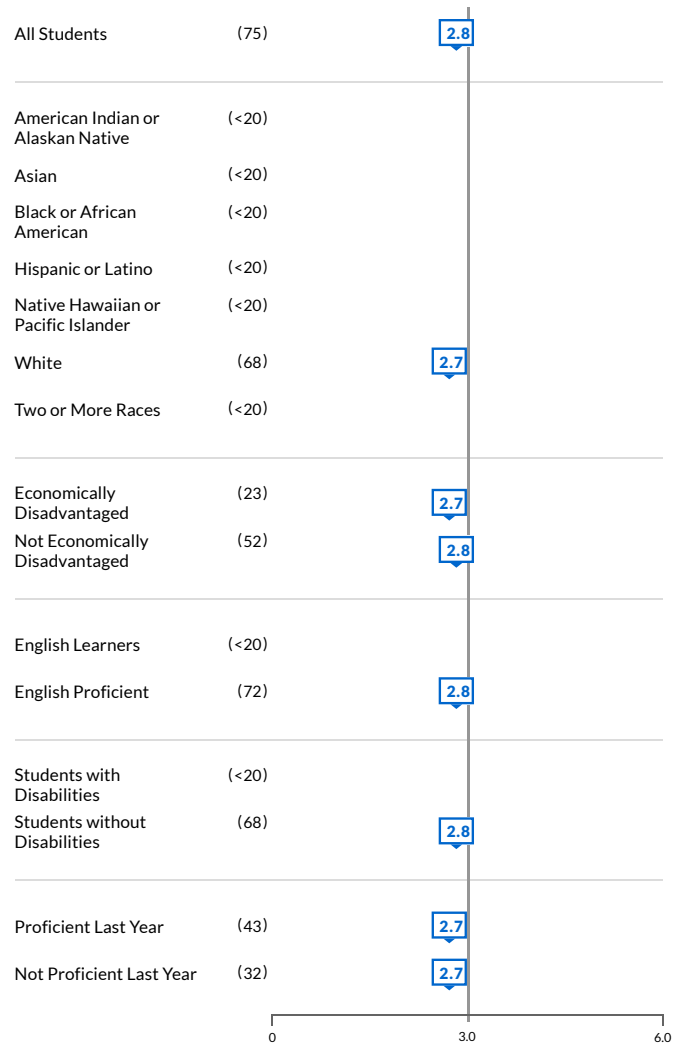 All Students (75) 2.8
American Indian or (<20)
Alaskan Native
Asian (<20)
Black or African (<20)
American
Hispanic or Latino (<20)
Native Hawaiian or (<20)
Pacific Islander
White (68) 2.7
Two or More Races (<20)
Economically (23) 2.7
Disadvantaged
Not Economically (52) 2.8
Disadvantaged
English Learners (<20)
English Proficient (72) 2.8
Students with (<20)
Disabilities
Students without (68) 2.8
Disabilities
Proficient Last Year (43) 2.7
Not Proficient Last Year (32) 2.7
0 3.0 6.0